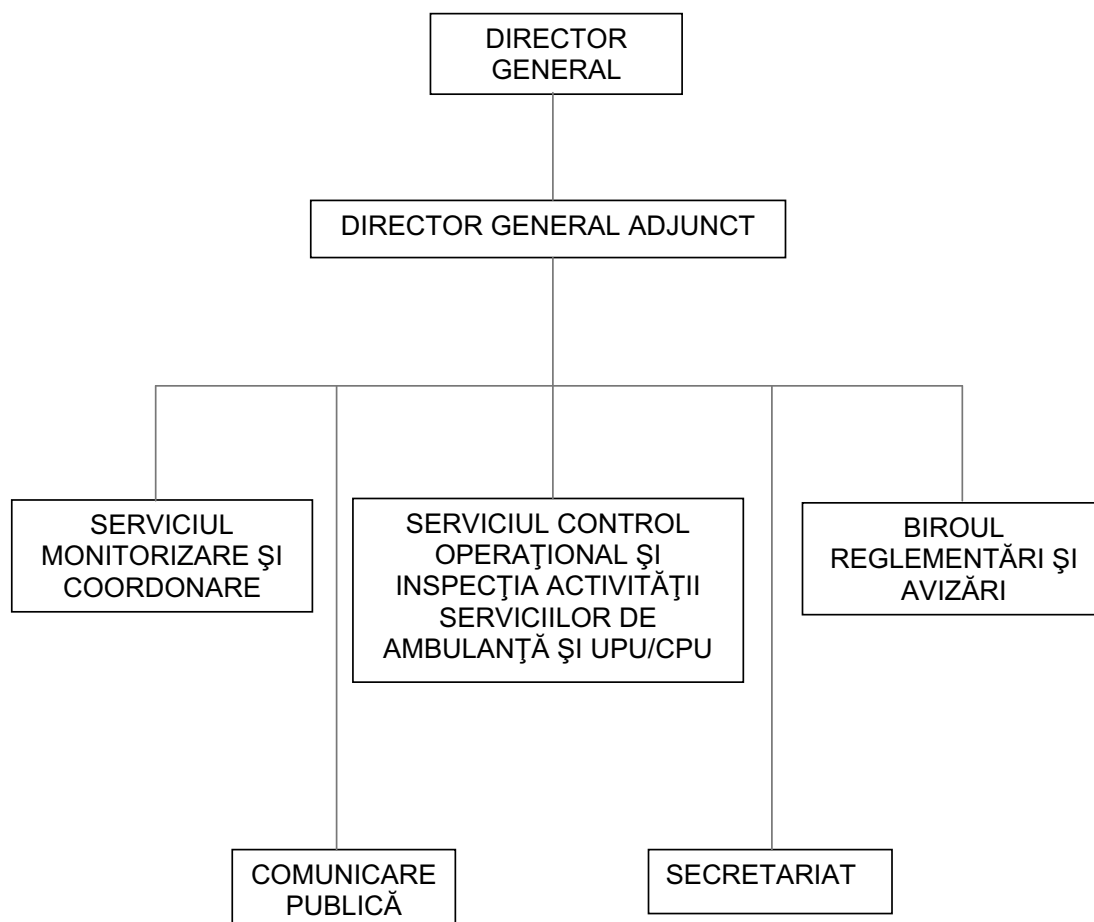 DIRECTOR
GENERAL
DIRECTOR GENERAL ADJUNCT
SERVICIUL
MONITORIZARE ŞI
COORDONARE
SERVICIUL CONTROL
OPERAŢIONAL ŞI
INSPECŢIA ACTIVITĂŢII
SERVICIILOR DE
AMBULANŢĂ ŞI UPU/CPU
BIROUL
REGLEMENTĂRI ŞI
AVIZĂRI
COMUNICARE
PUBLICĂ
SECRETARIAT